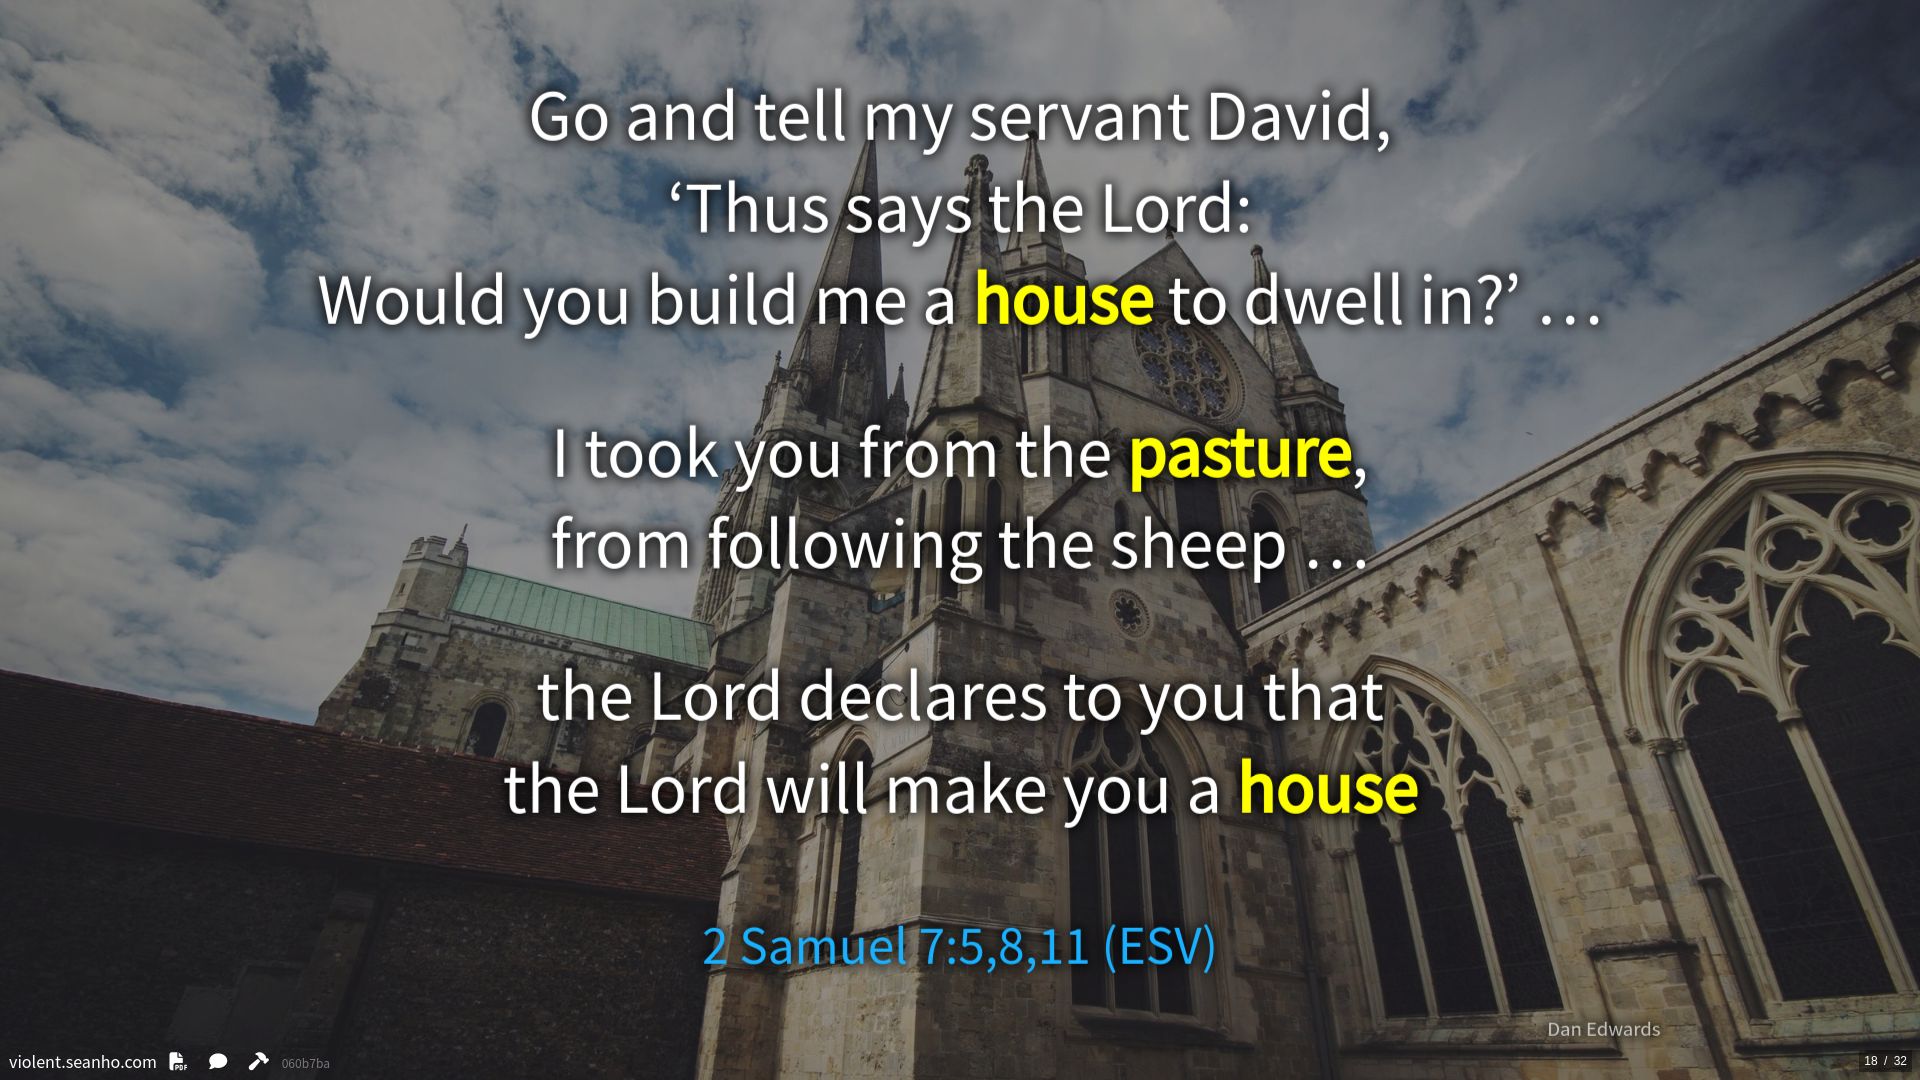 Go and tell my servant David,
‘Thus says the Lord:
Would you build me a house to dwell in?’ …
I took you from the pasture,
from following the sheep …
the Lord declares to you that
the Lord will make you a house
2 Samuel 7:5,8,11 (ESV)
Dan Edwards
violent.seanho.com PDF 060b7ba
18 / 32